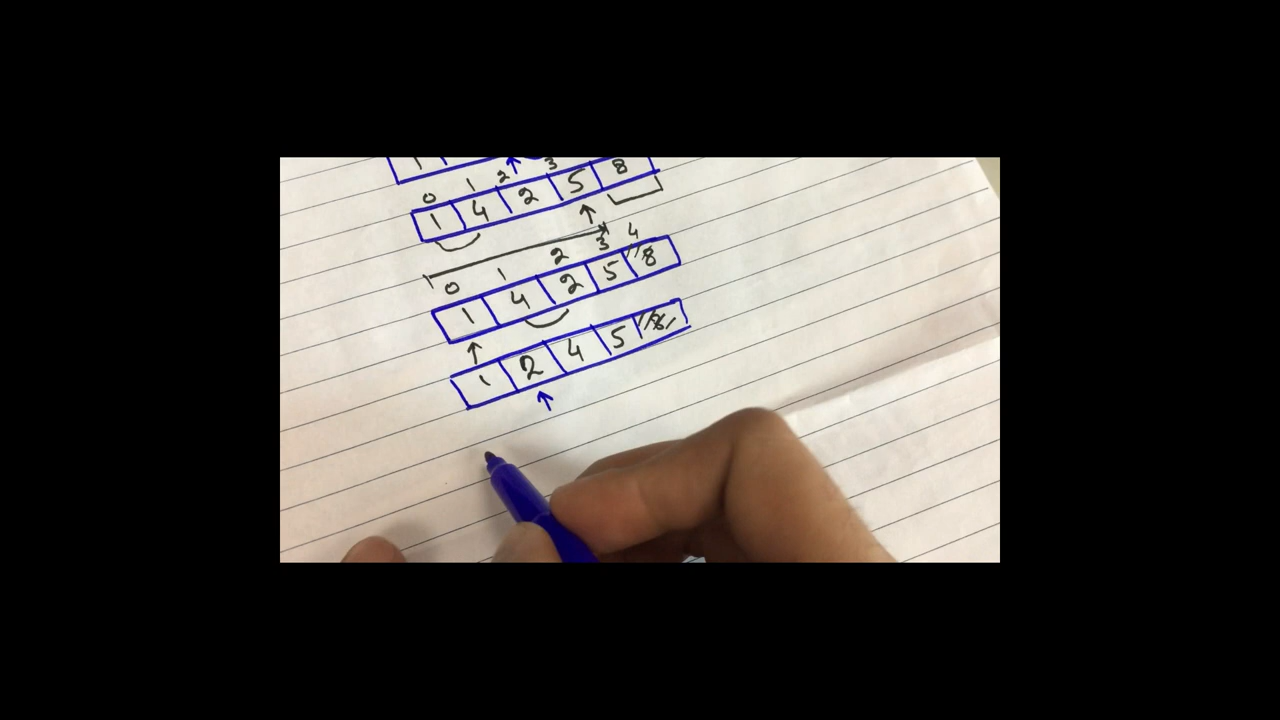 1
0 1 2 3
1 4 2 5 8
0 1 2 3 4
1 4 2 5 8
1 2 4 5 8